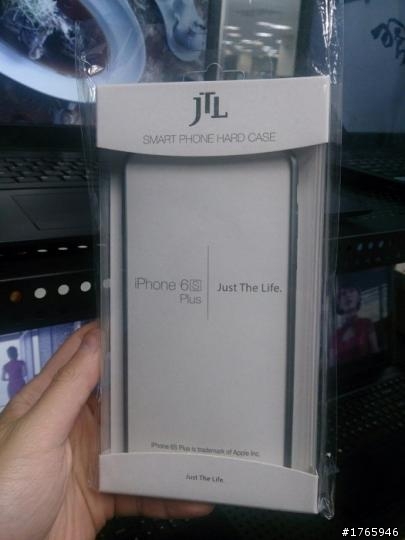 JTL
SMART PHONE HARD CASE
iPhone 6S
Plus
Just The Life.
iPhone 6S Plus is trademark of Apple Inc.
Just The Life.
#1765946